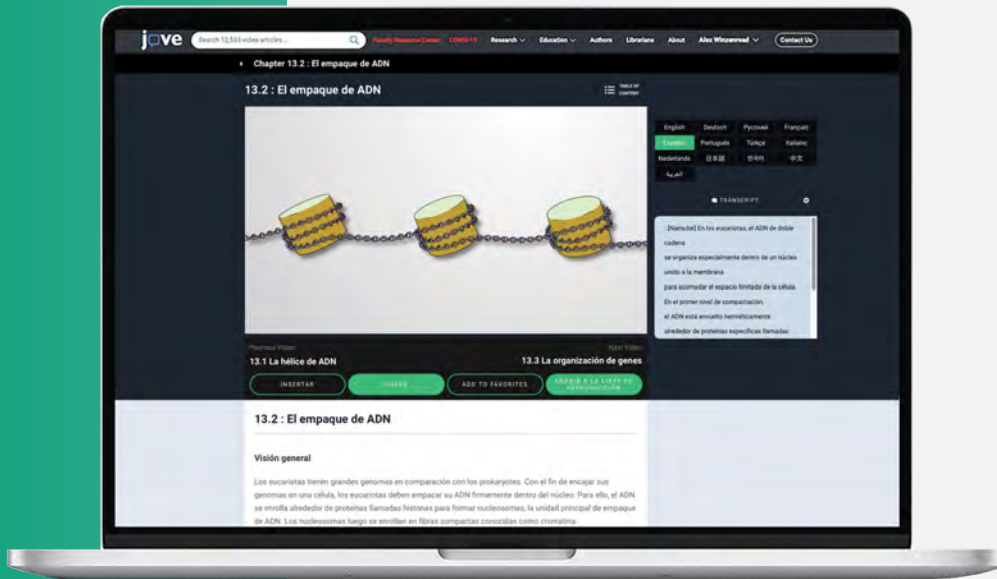 jove
Search 12,563 video articles...
Faculty Resource Center COVID-19 Research Education Authors Librarians About Alex Winzenread Contact Us
Chapter 13.2 : El empaque de ADN
13.2 : El empaque de ADN
TABLE OF
CONTENT
English Deutsch Русский Français
Español Português Türkçe Italiano
Nederlands 日本語 한국어 中文
العربية
TRANSCRIPT
[Narrador] En los eucariotas, el ADN de doble
cadena
se organiza especialmente dentro de un núcleo
unido a la membrana
para acomodar el espacio limitado de la célula.
En el primer nivel de compactación,
el ADN está envuelto herméticamente
alrededor de proteínas específicas llamadas
Previous Video
Next Video
13.1 La hélice de ADN
13.3 La organización de genes
INSERTAR
ADD TO FAVORITES
AÑADIR A LA LISTA DE
REPRODUCCIÓN
13.2 : El empaque de ADN
Visión general
Los eucariotas tienen grandes genomas en comparación con los prokaryotes. Con el fin de encajar sus
genomas en una célula, los eucariotas deben empacar su ADN firmemente dentro del núcleo. Para ello, el ADN
se enrolla alrededor de proteínas llamadas histonas para formar nucleosomas, la unidad principal de empaque
de ADN. Los nucleosomas luego se enrollan en fibras compactas conocidas como cromatina.